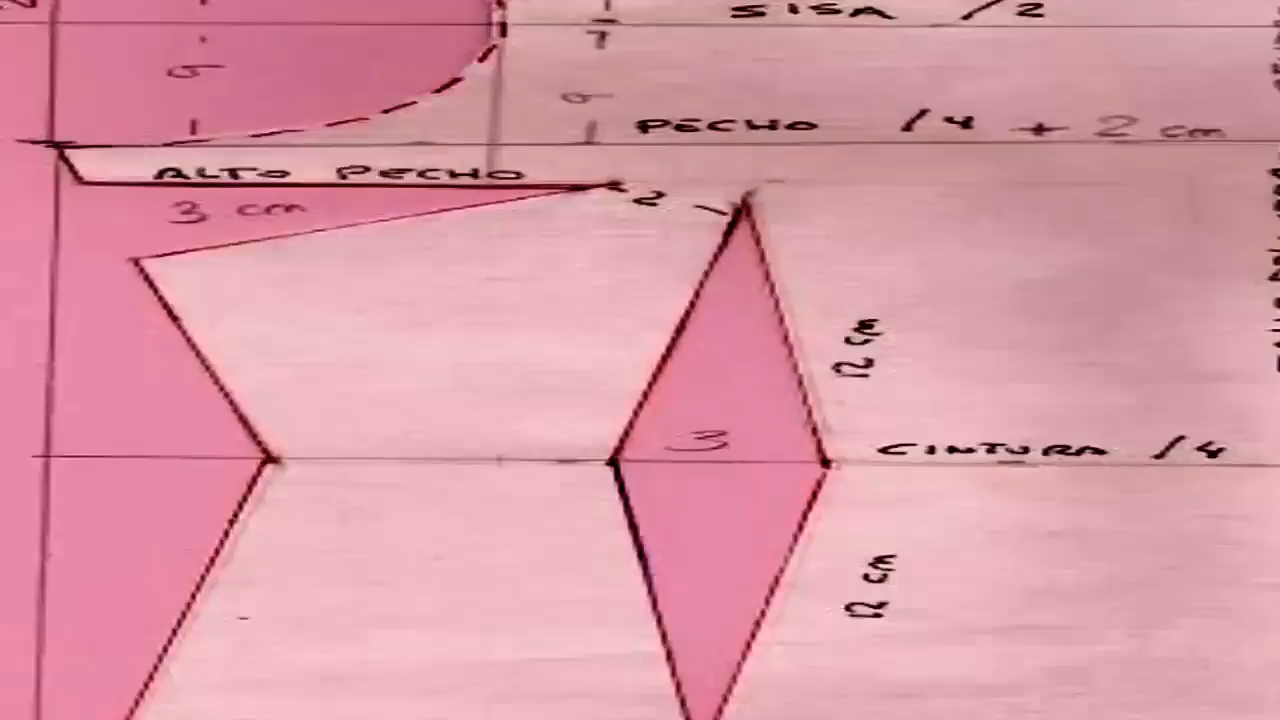 SISA /2
PECHO /4 + 2 cm
ALTO PECHO
3 cm
2
12 cm
3
CINTURA /4
12 cm